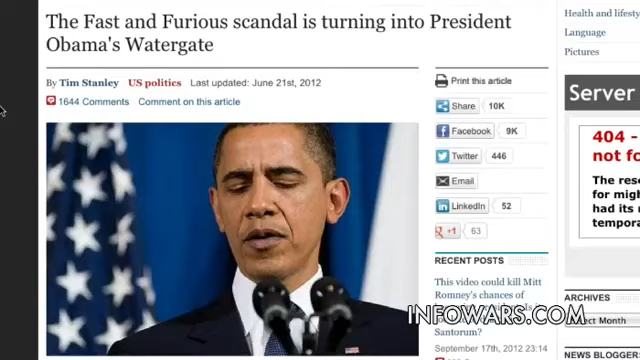 The Fast and Furious scandal is turning into President
Obama's Watergate
By Tim Stanley US politics Last updated: June 21st, 2012
1644 Comments Comment on this article
Print this article
Share 10K
Facebook 9K
Twitter 446
Email
LinkedIn 52
+1 63
RECENT POSTS
This video could kill Mitt
Romney's chances of
Santorum?
September 17th, 2012 23:14
Health and lifesty
Language
Pictures
Server
404 -
not fo
The res
for migh
had its
tempora
ARCHIVES
Select Month
INFOWARS.COM